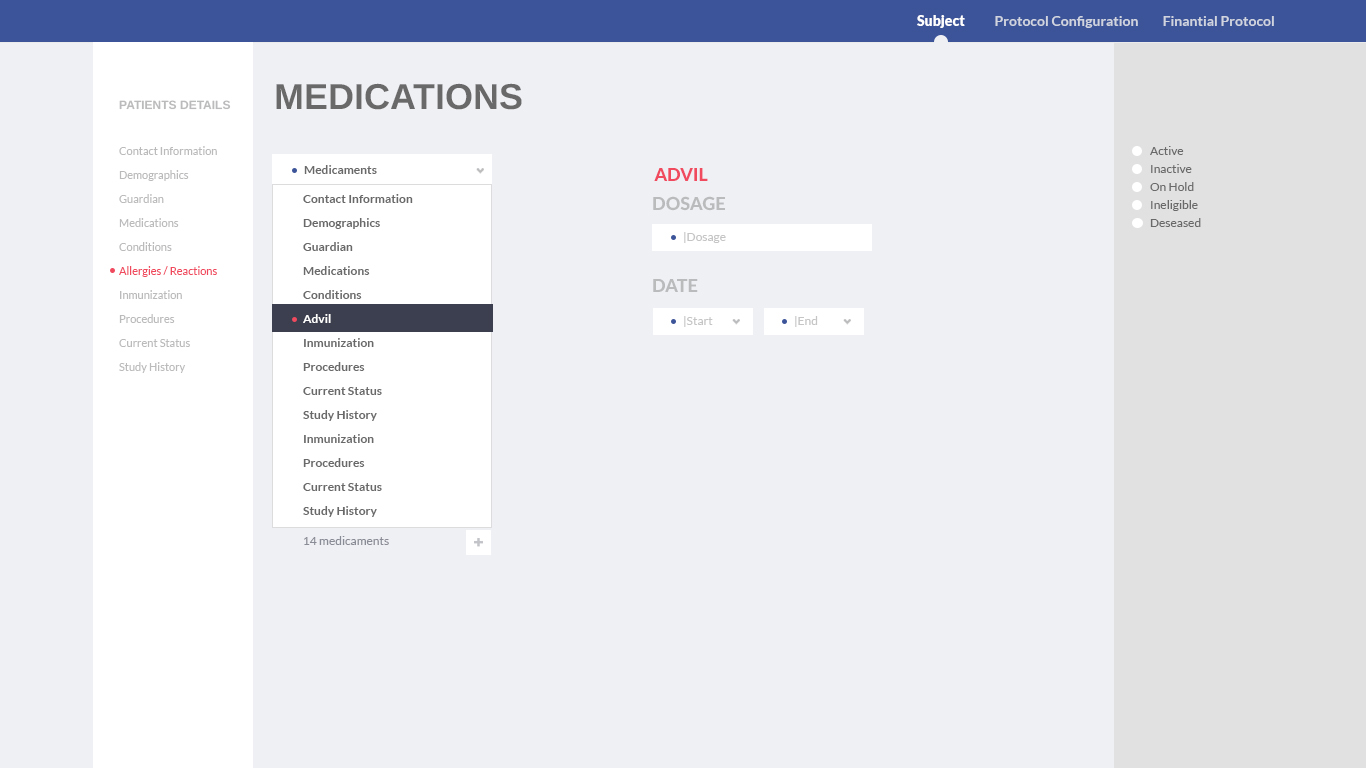 Subject Protocol Configuration Finantial Protocol
PATIENTS DETAILS
Contact Information
Demographics
Guardian
Medications
Conditions
Allergies / Reactions
Inmunization
Procedures
Current Status
Study History
MEDICATIONS
Medicaments
Contact Information
Demographics
Guardian
Medications
Conditions
Advil
Inmunization
Procedures
Current Status
Study History
Inmunization
Procedures
Current Status
Study History
14 medicaments
ADVIL
DOSAGE
|Dosage
DATE
|Start |End
Active
Inactive
On Hold
Ineligible
Deseased